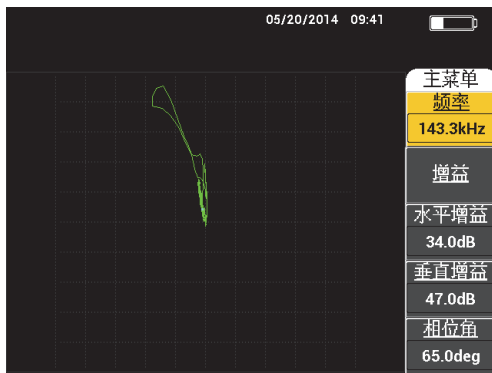 05/20/2014 09:41
主菜单
频率
143.3kHz
增益
水平增益
34.0dB
垂直增益
47.0dB
相位角
65.0deg